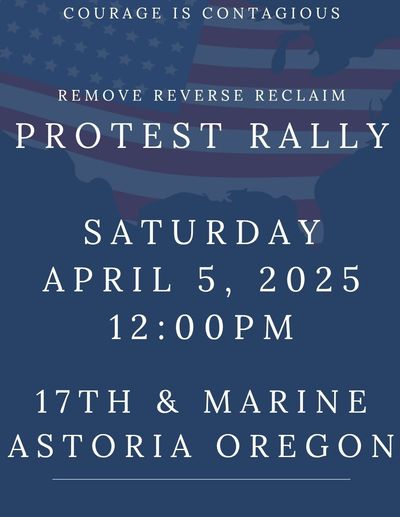 COURAGE IS CONTAGIOUS
REMOVE REVERSE RECLAIM
PROTEST RALLY
SATURDAY
APRIL 5, 2025
12:00PM
17TH & MARINE
ASTORIA OREGON